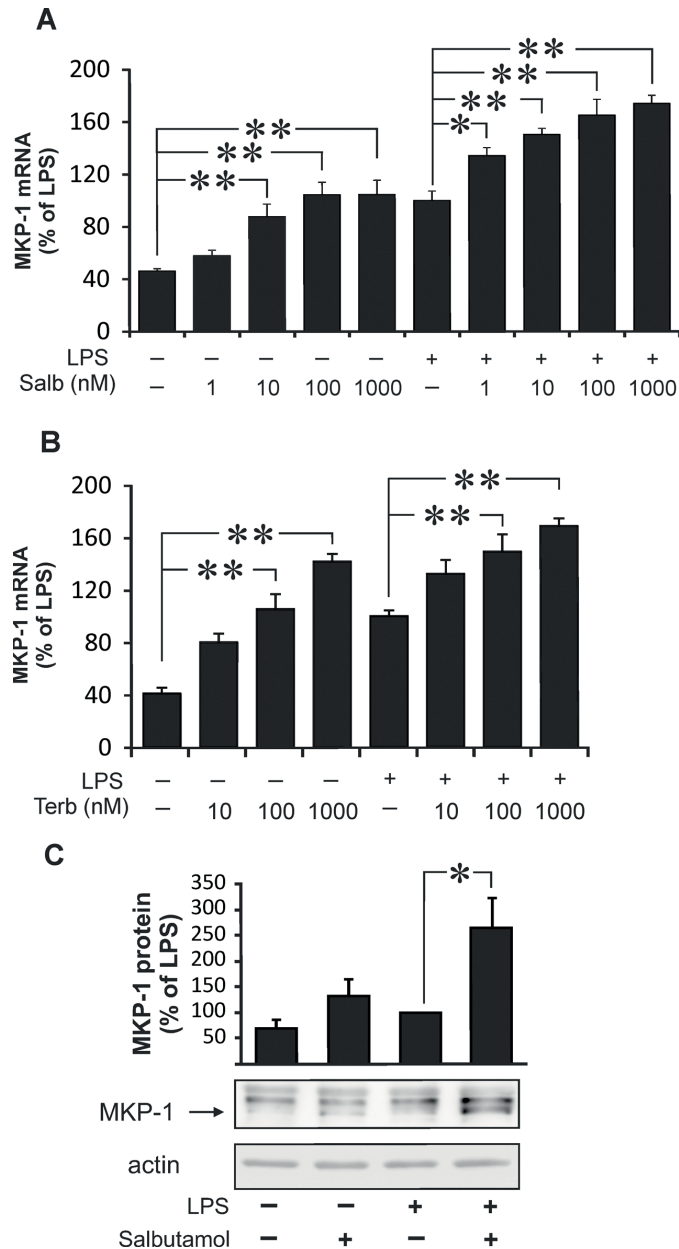 A
MKP-1 mRNA
(% of LPS)
200
160
120
80
40
0
** ** ** * ** ** **
LPS – – – – – + + + + +
Salb (nM) – 1 10 100 1000 – 1 10 100 1000
B
MKP-1 mRNA
(% of LPS)
200
160
120
80
40
0
** ** ** **
LPS – – – – + + + +
Terb (nM) – 10 100 1000 – 10 100 1000
C
MKP-1 protein
(% of LPS)
350
300
250
200
150
100
50
*
MKP-1 →
actin
LPS – – + +
Salbutamol – + – +